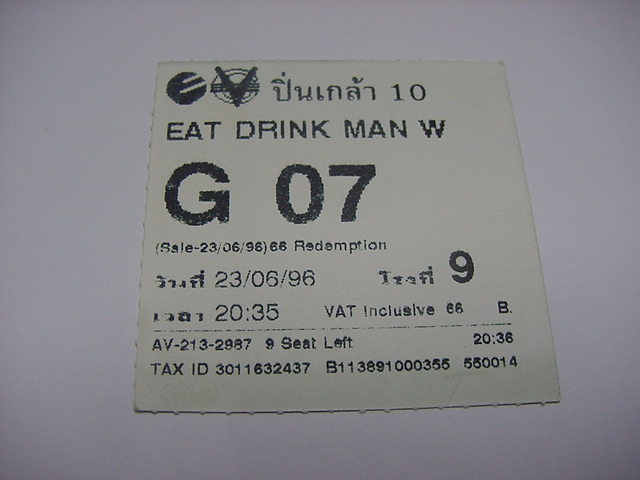 ปิ่นเกล้า 10
EAT DRINK MAN W
G 07
(Sale-23/06/96)66 Redemption
วันที่ 23/06/96 โรงที่ 9
เวลา 20:35 VAT Inclusive 66 B.
AV-213-2987 9 Seat Left 20:36
TAX ID 3011632437 B113891000355 550014